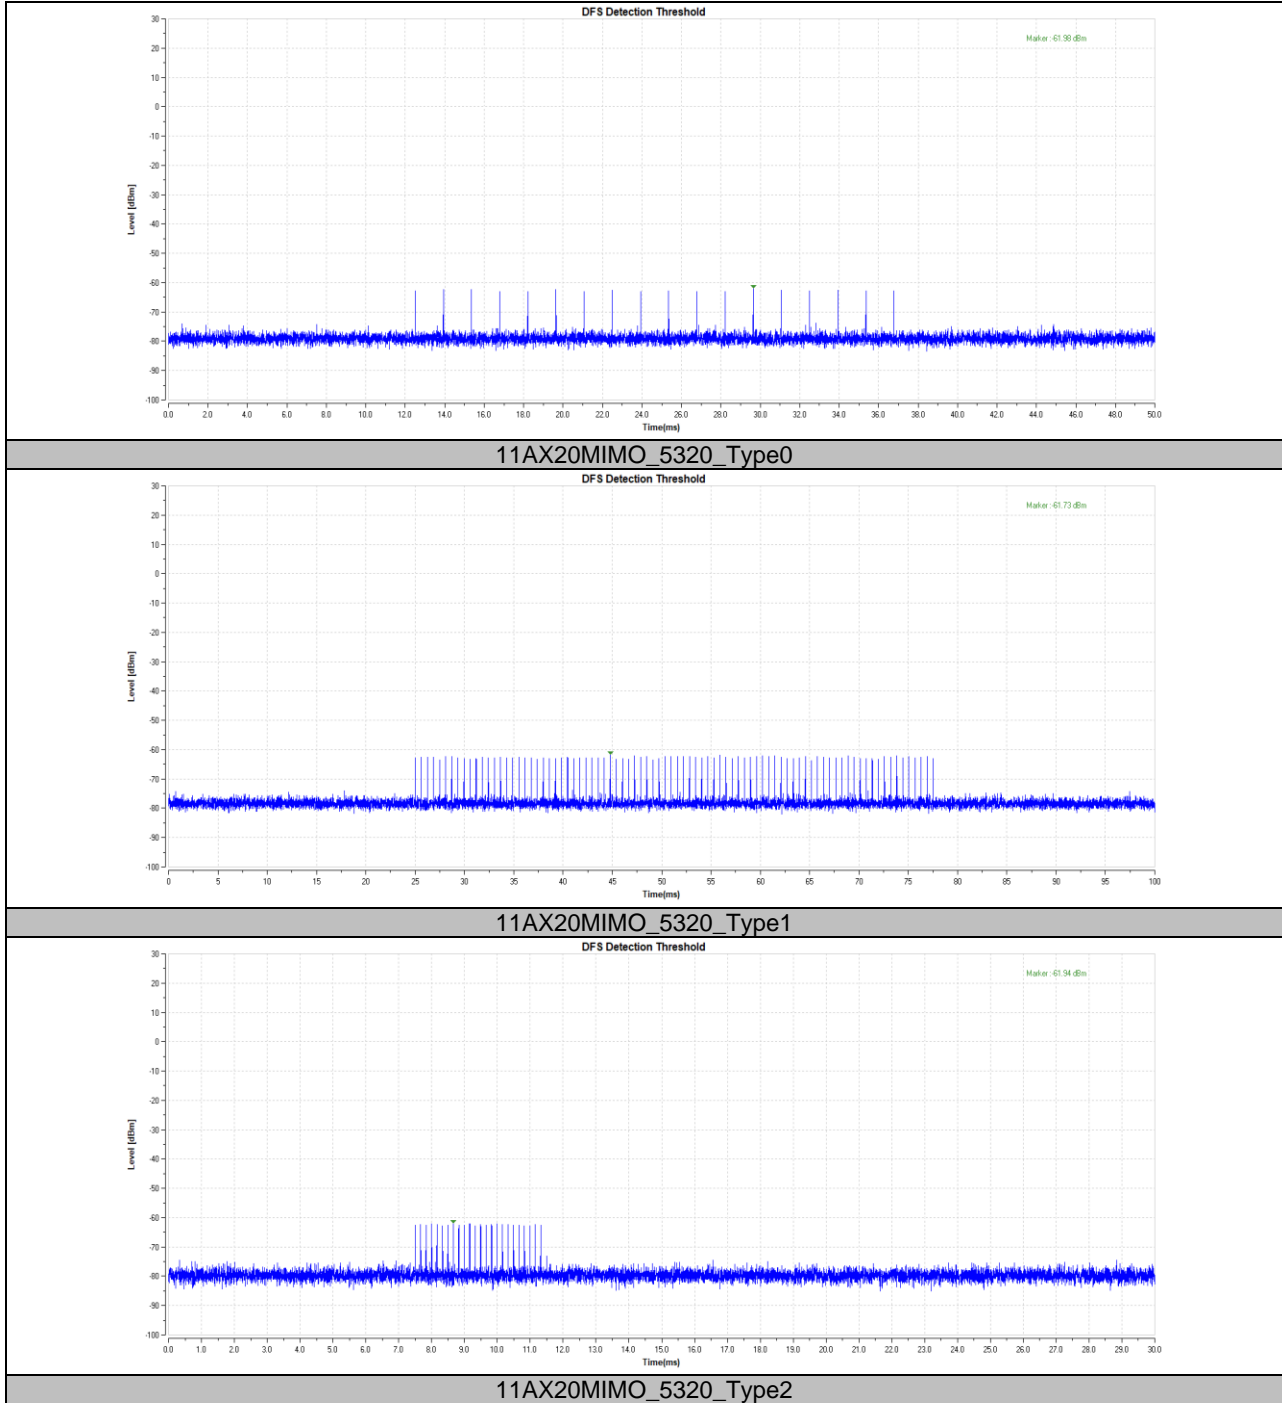 DFS Detection Threshold
Marker: -61.98 dBm
30
20
10
0
-10
-20
-30
-40
-50
-60
-70
-80
-90
-100
Level [dBm]
0.0 2.0 4.0 6.0 8.0 10.0 12.0 14.0 16.0 18.0 20.0 22.0 24.0 26.0 28.0 30.0 32.0 34.0 36.0 38.0 40.0 42.0 44.0 46.0 48.0 50.0
Time(ms)
11AX20MIMO_5320_Type0
DFS Detection Threshold
Marker: -61.73 dBm
30
20
10
0
-10
-20
-30
-40
-50
-60
-70
-80
-90
-100
Level [dBm]
0 5 10 15 20 25 30 35 40 45 50 55 60 65 70 75 80 85 90 95 100
Time(ms)
11AX20MIMO_5320_Type1
DFS Detection Threshold
Marker: -61.94 dBm
30
20
10
0
-10
-20
-30
-40
-50
-60
-70
-80
-90
-100
Level [dBm]
0.0 1.0 2.0 3.0 4.0 5.0 6.0 7.0 8.0 9.0 10.0 11.0 12.0 13.0 14.0 15.0 16.0 17.0 18.0 19.0 20.0 21.0 22.0 23.0 24.0 25.0 26.0 27.0 28.0 29.0 30.0
Time(ms)
11AX20MIMO_5320_Type2